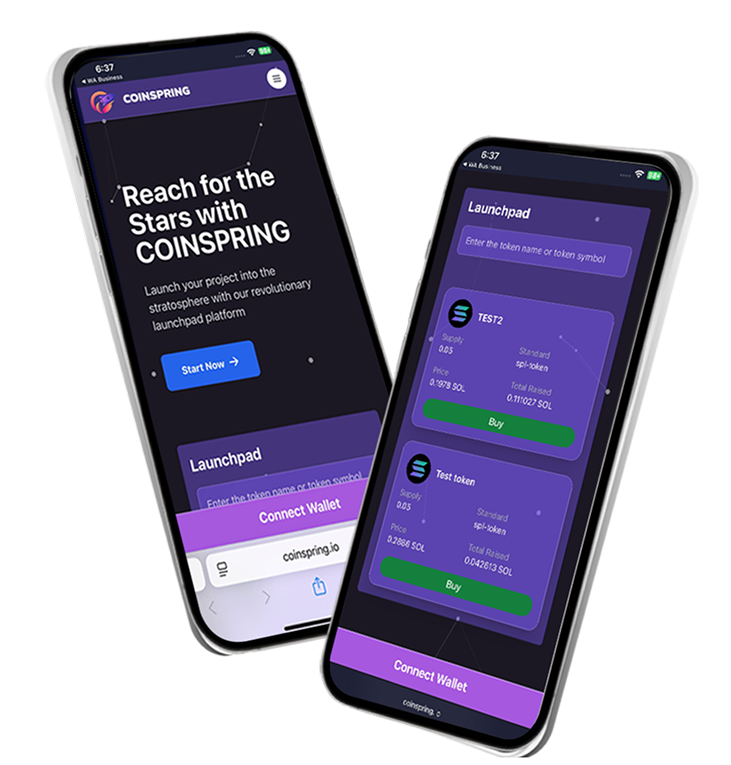 6:37
WA Business
COINSPRING
Reach for the
Stars with
COINSPRING
Launch your project into the
stratosphere with our revolutionary
launchpad platform
Start Now →
Launchpad
Enter the token name or token symbol
Connect Wallet
coinspring.io
6:37
WA Business
Launchpad
Enter the token name or token symbol
TEST2
Supply
0.05
Standard
spl-token
Price
0.1978 SOL
Total Raised
0.111027 SOL
Buy
Test token
Supply
0.05
Standard
spl-token
Price
0.2886 SOL
Total Raised
0.042613 SOL
Buy
Connect Wallet